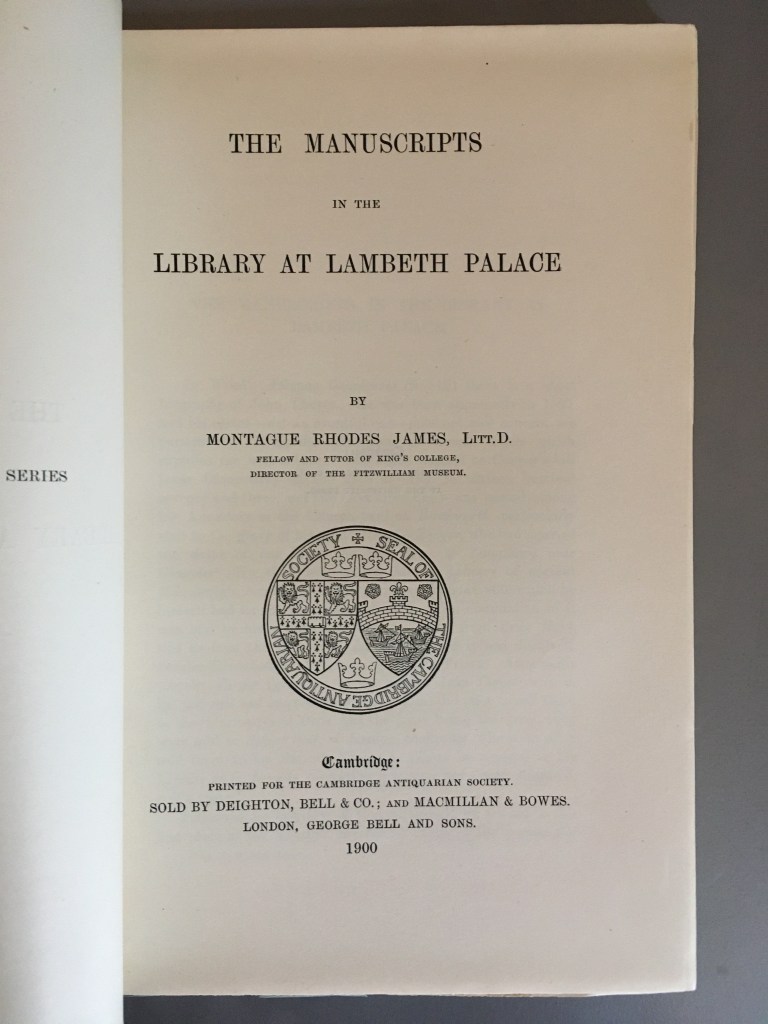 SERIES
THE MANUSCRIPTS
IN THE
LIBRARY AT LAMBETH PALACE
BY
MONTAGUE RHODES JAMES, LITT.D.
FELLOW AND TUTOR OF KING'S COLLEGE,
DIRECTOR OF THE FITZWILLIAM MUSEUM.
SEAL OF THE CAMBRIDGE ANTIQUARIAN SOCIETY
Cambridge:
PRINTED FOR THE CAMBRIDGE ANTIQUARIAN SOCIETY.
SOLD BY DEIGHTON, BELL & CO.; AND MACMILLAN & BOWES.
LONDON, GEORGE BELL AND SONS.
1900